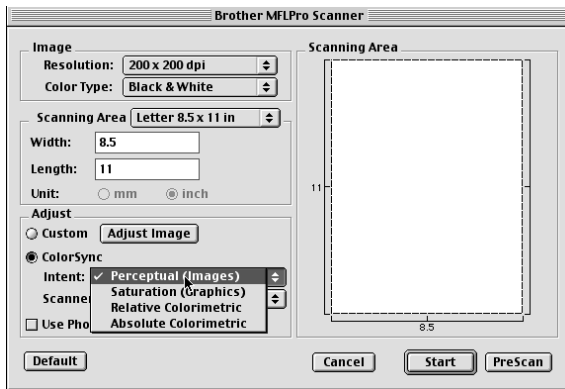 Brother MFLPro Scanner
Image
Resolution: 200 x 200 dpi
Color Type: Black & White
Scanning Area Letter 8.5 x 11 in
Width: 8.5
Length: 11
Unit: mm inch
Adjust
Custom Adjust Image
ColorSync
Intent: ✓ Perceptual (Images)
Saturation (Graphics)
Scanne
Relative Colorimetric
Use Pho
Absolute Colorimetric
Default
Scanning Area
11
8.5
Cancel Start PreScan